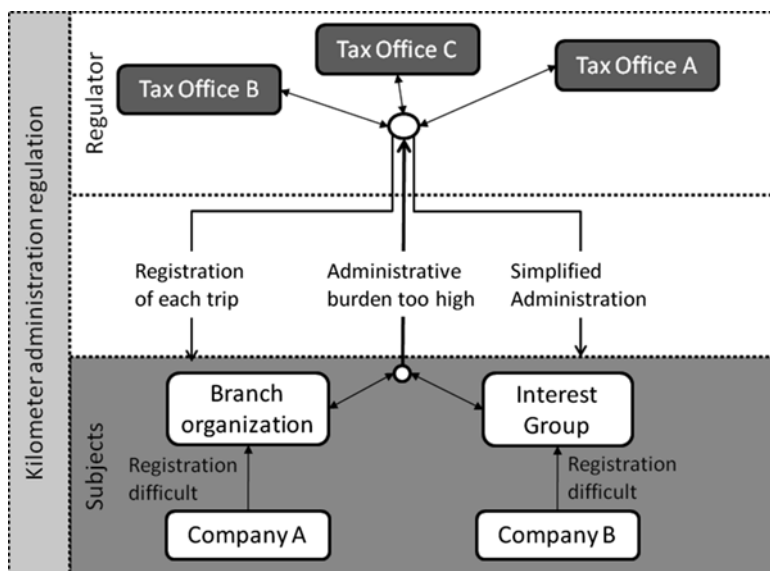 Kilometer administration regulation
Regulator
Tax Office B
Tax Office C
Tax Office A
Registration
of each trip
Administrative
burden too high
Simplified
Administration
Subjects
Branch
organization
Interest
Group
Registration
difficult
Registration
difficult
Company A
Company B